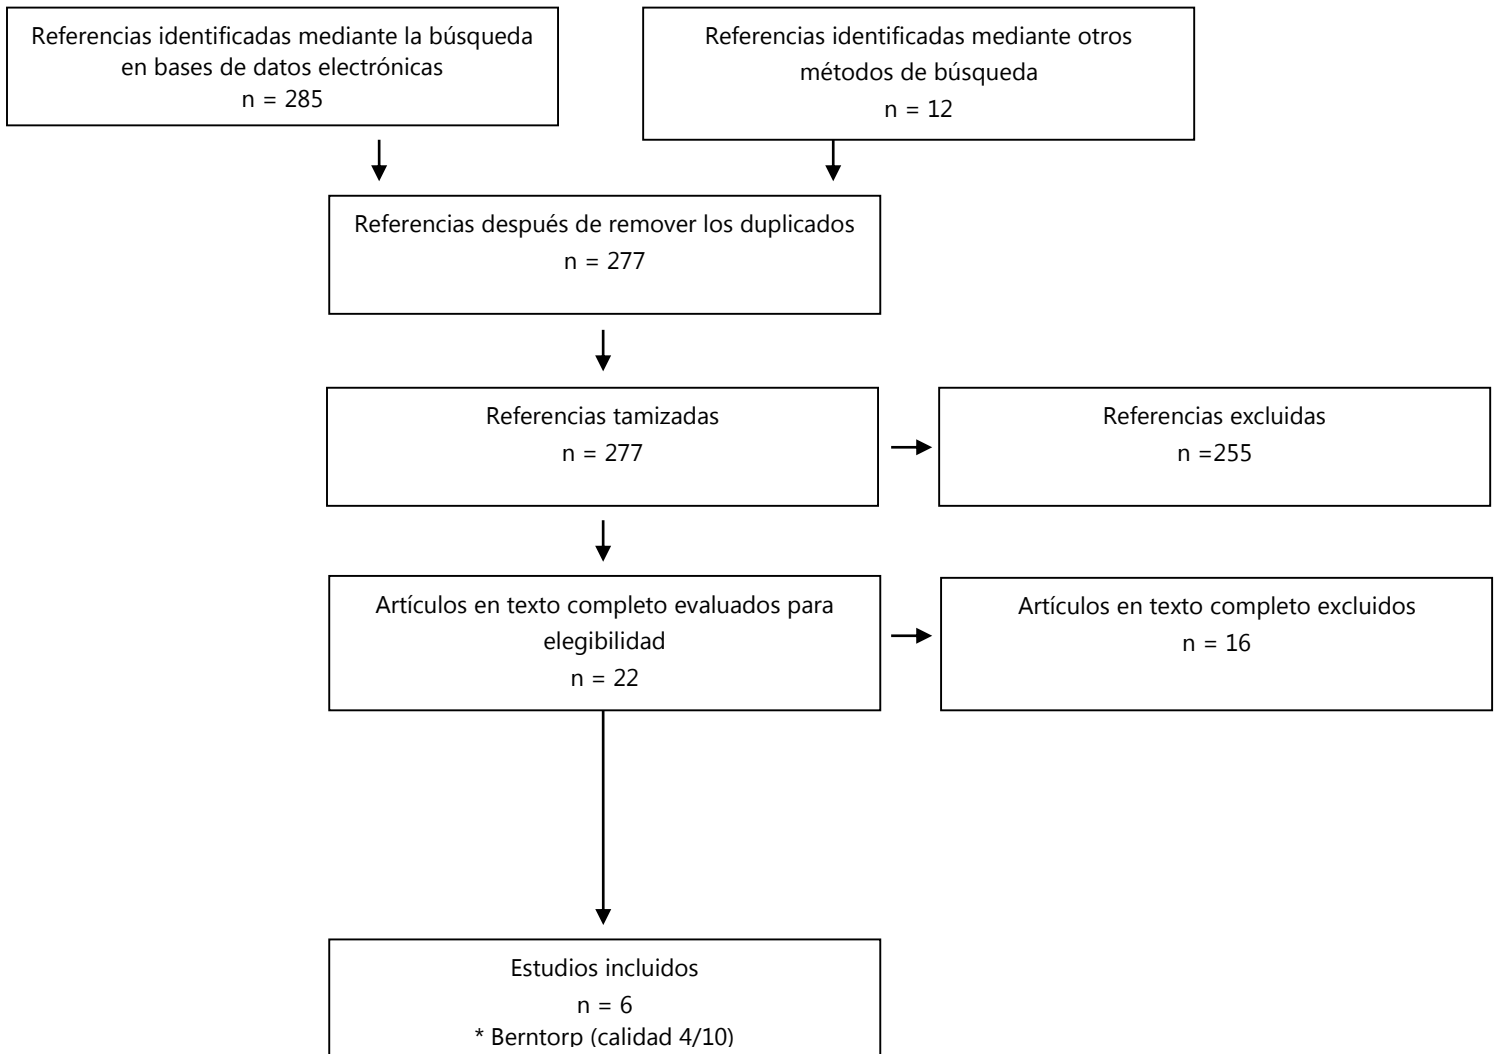 Referencias identificadas mediante la búsqueda
en bases de datos electrónicas
n = 285
Referencias identificadas mediante otros
métodos de búsqueda
n = 12
Referencias después de remover los duplicados
n = 277
Referencias tamizadas
n = 277
Referencias excluidas
n =255
Artículos en texto completo evaluados para
elegibilidad
n = 22
Artículos en texto completo excluidos
n = 16
Estudios incluidos
n = 6
* Berntorp (calidad 4/10)